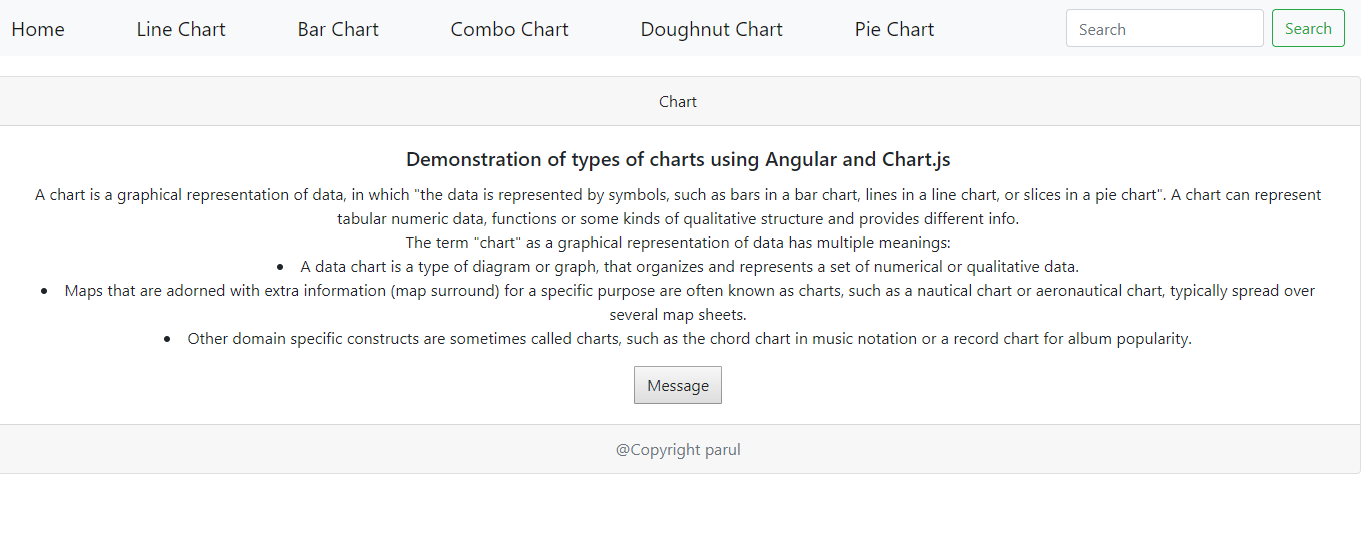 Home Line Chart Bar Chart Combo Chart Doughnut Chart Pie Chart Search Search
Chart
Demonstration of types of charts using Angular and Chart.js
A chart is a graphical representation of data, in which "the data is represented by symbols, such as bars in a bar chart, lines in a line chart, or slices in a pie chart". A chart can represent
tabular numeric data, functions or some kinds of qualitative structure and provides different info.
The term "chart" as a graphical representation of data has multiple meanings:
• A data chart is a type of diagram or graph, that organizes and represents a set of numerical or qualitative data.
• Maps that are adorned with extra information (map surround) for a specific purpose are often known as charts, such as a nautical chart or aeronautical chart, typically spread over
several map sheets.
• Other domain specific constructs are sometimes called charts, such as the chord chart in music notation or a record chart for album popularity.
Message
@Copyright parul